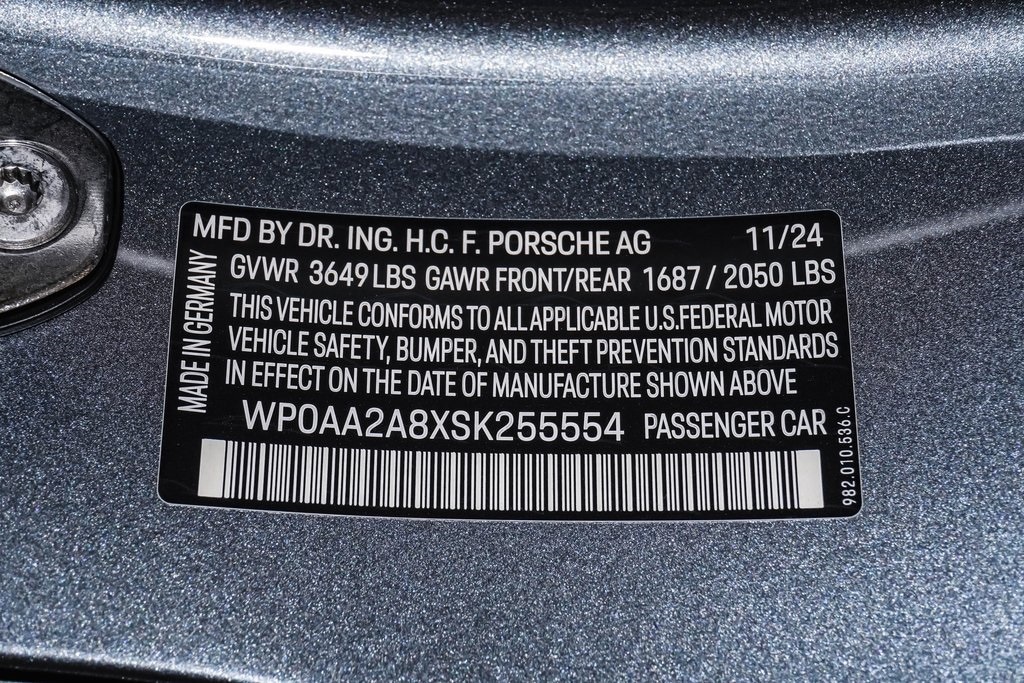 MFD BY DR. ING. H.C. F. PORSCHE AG 11/24
GVWR 3649 LBS GAWR FRONT/REAR 1687 / 2050 LBS
THIS VEHICLE CONFORMS TO ALL APPLICABLE U.S.FEDERAL MOTOR
VEHICLE SAFETY, BUMPER, AND THEFT PREVENTION STANDARDS
IN EFFECT ON THE DATE OF MANUFACTURE SHOWN ABOVE
WP0AA2A8XSK255554 PASSENGER CAR
MADE IN GERMANY
982.010.536.C